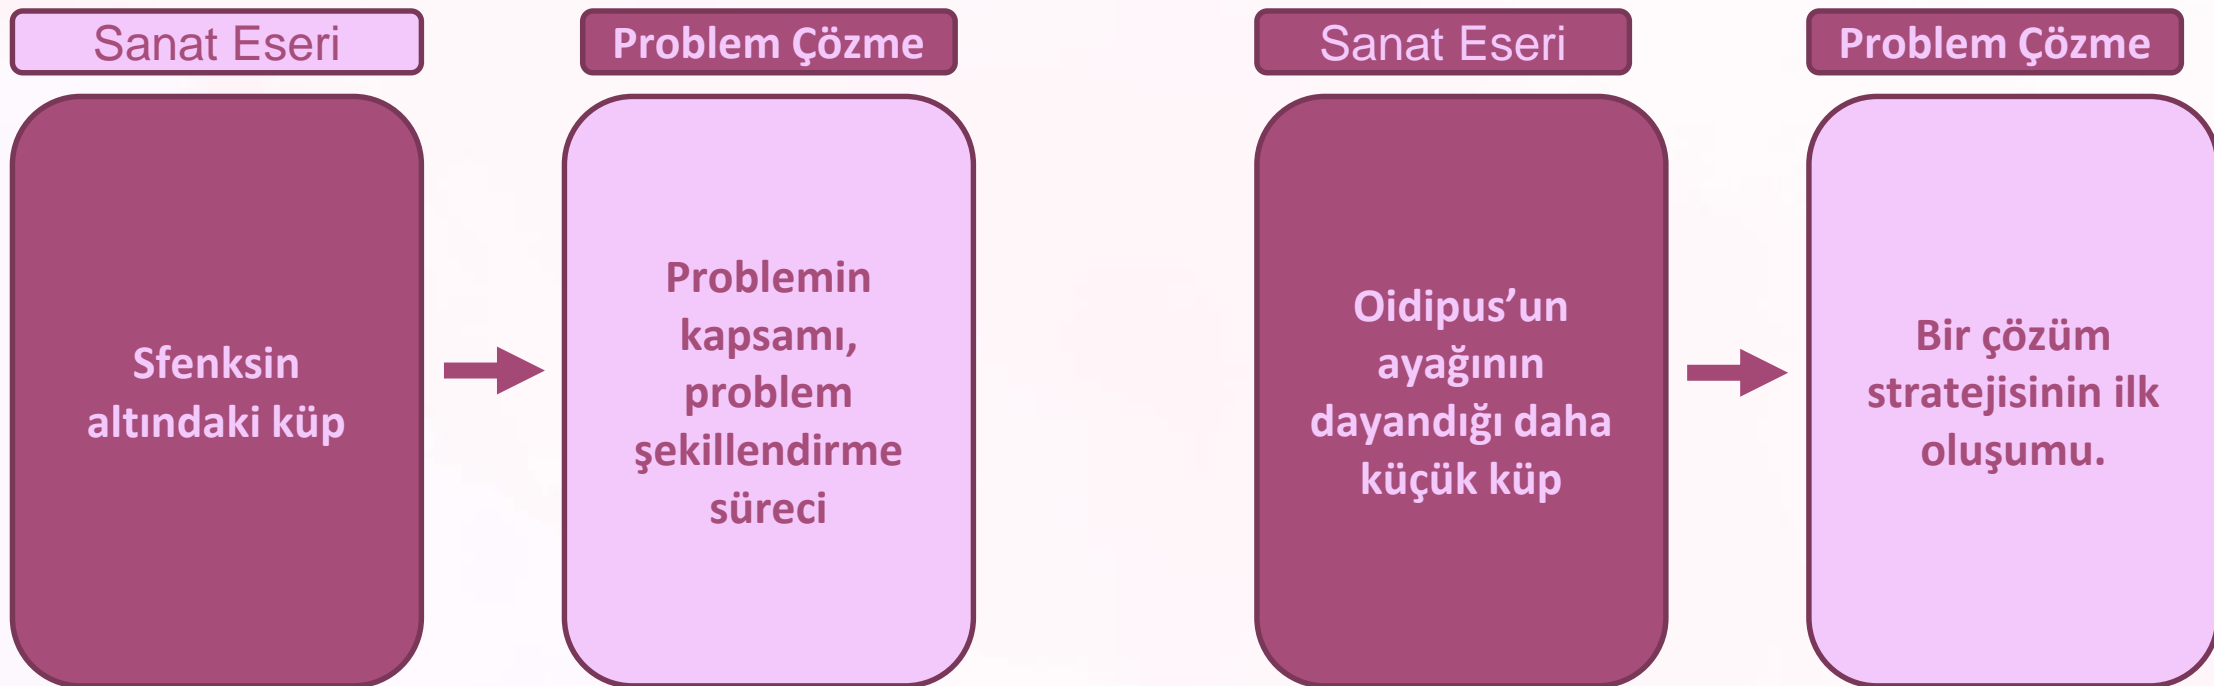 Sanat Eseri
Problem Çözme
Sanat Eseri
Problem Çözme
Sfenksin
altındaki küp
Problemin
kapsamı,
problem
şekillendirme
süreci
Oidipus’un
ayağının
dayandığı daha
küçük küp
Bir çözüm
stratejisinin ilk
oluşumu.